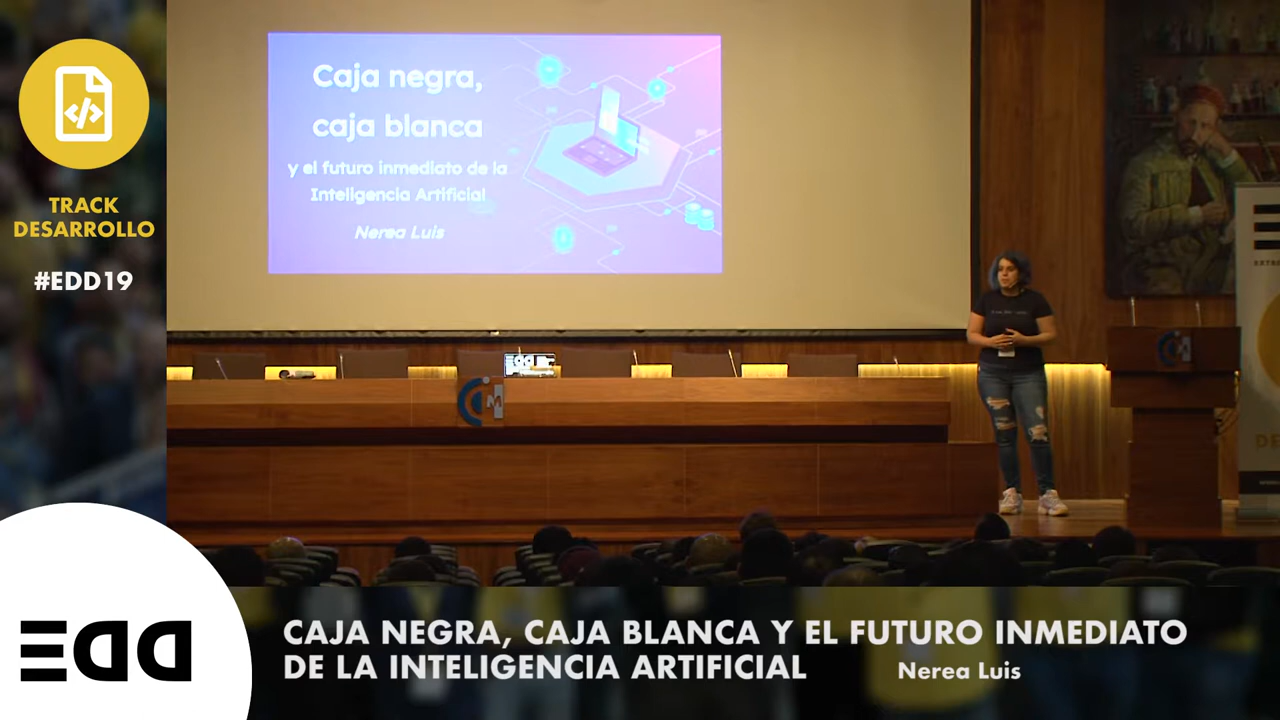 TRACK
DESARROLLO
#EDD19
Caja negra,
caja blanca
y el futuro inmediato de la
Inteligencia Artificial
Nerea Luis
EDD
CAJA NEGRA, CAJA BLANCA Y EL FUTURO INMEDIATO
DE LA INTELIGENCIA ARTIFICIAL
Nerea Luis